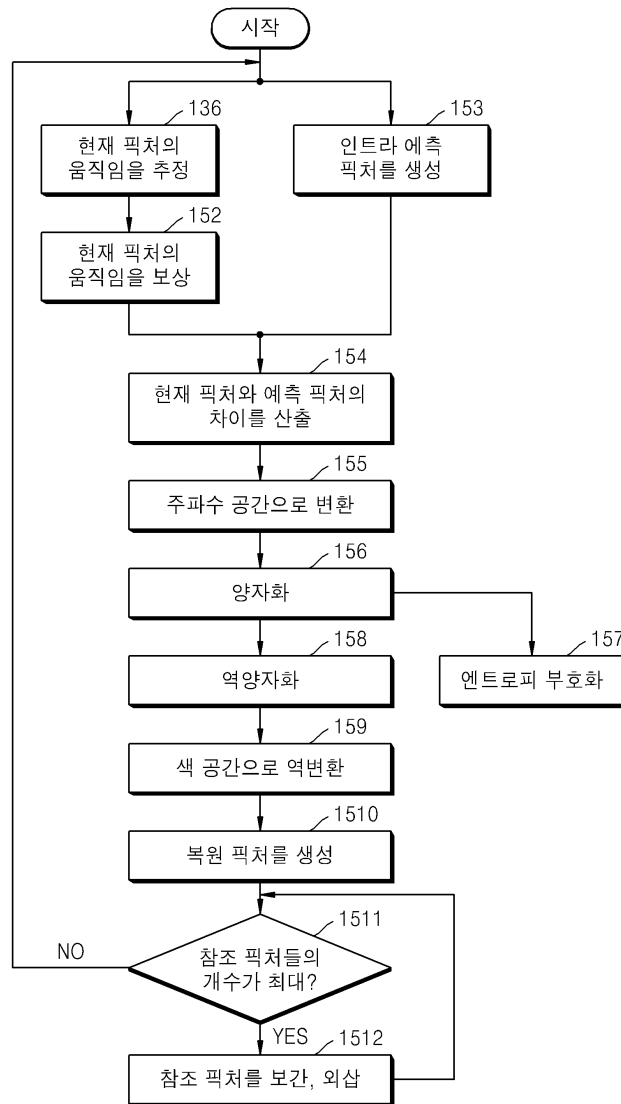 시작
136
현재 픽처의
움직임을 추정
153
인트라 예측
픽처를 생성
152
현재 픽처의
움직임을 보상
154
현재 픽처와 예측 픽처의
차이를 산출
155
주파수 공간으로 변환
156
양자화
158
역양자화
157
엔트로피 부호화
159
색 공간으로 역변환
1510
복원 픽처를 생성
1511
참조 픽처들의
개수가 최대?
NO
YES
1512
참조 픽처를 보간, 외삽